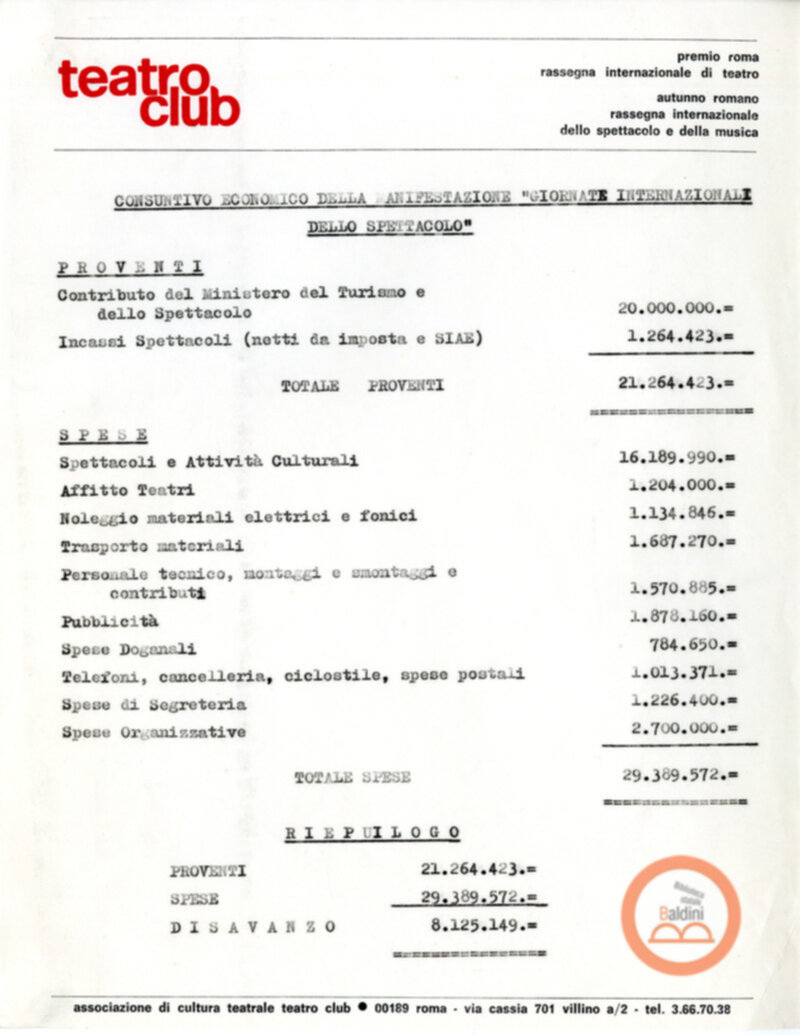 teatro
club
premio roma
rassegna internazionale di teatro
autunno romano
rassegna internazionale
dello spettacolo e della musica
CONSUNTIVO ECONOMICO DELLA MANIFESTAZIONE "GIORNATE INTERNAZIONALI
DELLO SPETTACOLO"
P R O V E N T I
Contributo del Ministero del Turismo e
dello Spettacolo 20.000.000.=
Incassi Spettacoli (netti da imposta e SIAE) 1.264.423.=
TOTALE PROVENTI 21.264.423.=
S P E S E
Spettacoli e Attività Culturali 16.189.990.=
Affitto Teatri 1.204.000.=
Noleggio materiali elettrici e fonici 1.134.846.=
Trasporto materiali 1.687.270.=
Personale tecnico, montaggi e smontaggi e
contributi 1.570.885.=
Pubblicità 1.878.160.=
Spese Doganali 784.650.=
Telefoni, cancelleria, ciclostile, spese postali 1.013.371.=
Spese di Segreteria 1.226.400.=
Spese Organizzative 2.700.000.=
TOTALE SPESE 29.389.572.=
R I E P U I L O G O
PROVENTI 21.264.423.=
SPESE 29.389.572.=
D I S A V A N Z O 8.125.149.=
Biblioteca
statale
Baldini
associazione di cultura teatrale teatro club ● 00189 roma - via cassia 701 villino a/2 - tel. 3.66.70.38